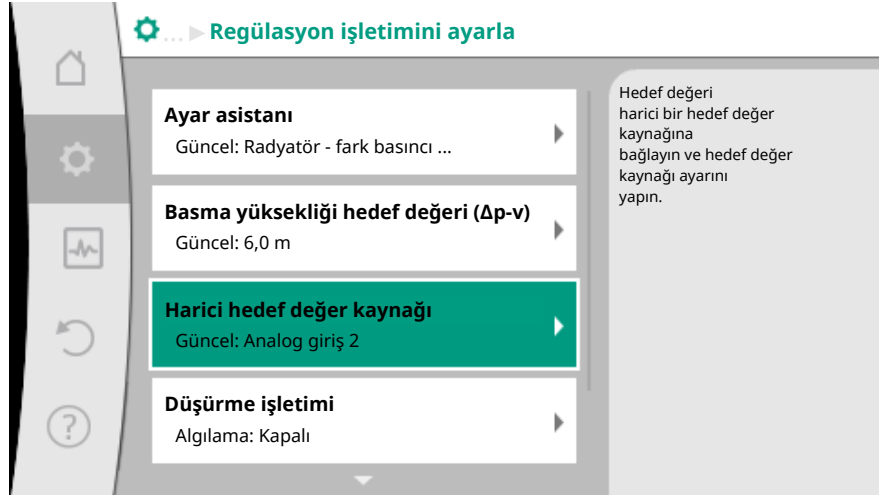 ... Regülasyon işletimini ayarla
Ayar asistanı
Güncel: Radyatör - fark basıncı ...
Basma yüksekliği hedef değeri (Δp-v)
Güncel: 6,0 m
Harici hedef değer kaynağı
Güncel: Analog giriş 2
Düşürme işletimi
Algılama: Kapalı
Hedef değeri
harici bir hedef değer
kaynağına
bağlayın ve hedef değer
kaynağı ayarını
yapın.
?